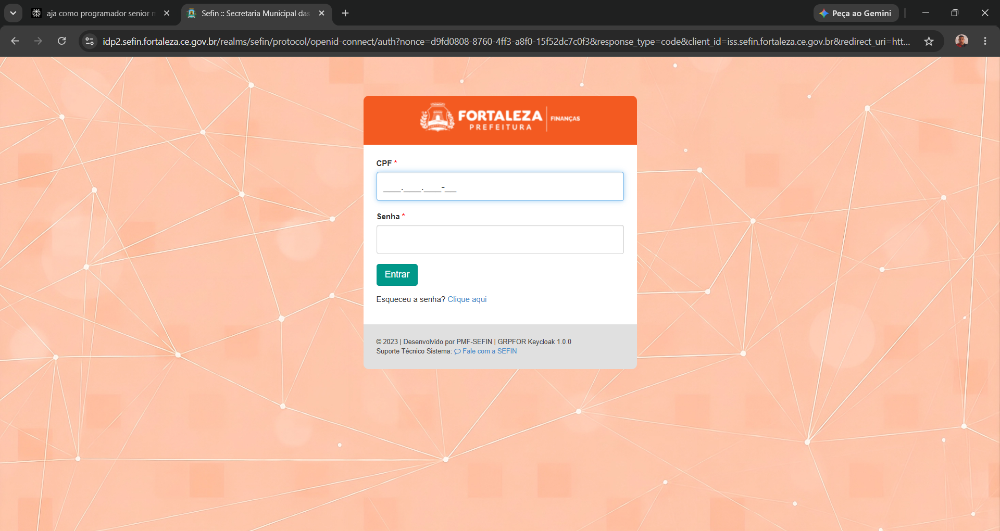 aja como programador senior
Sefin :: Secretaria Municipal das
Peça ao Gemini
idp2.sefin.fortaleza.ce.gov.br/realms/sefin/protocol/openid-connect/auth?nonce=d9fd0808-8760-4ff3-a8f0-15f52dc7c0f3&response_type=code&client_id=iss.sefin.fortaleza.ce.gov.br&redirect_uri=htt...
FORTALEZA
PREFEITURA
FINANÇAS
CPF *
___.___.___-__
Senha *
Entrar
Esqueceu a senha? Clique aqui
© 2023 | Desenvolvido por PMF-SEFIN | GRPFOR Keycloak 1.0.0
Suporte Técnico Sistema: Fale com a SEFIN